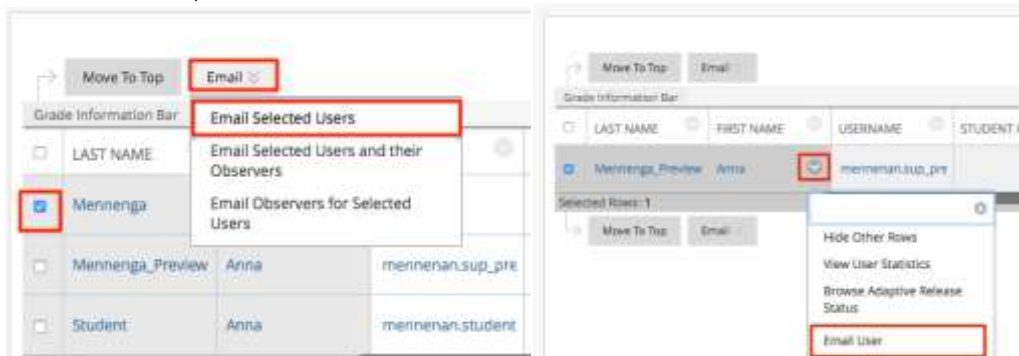 Move To Top Email
Grade Information Bar
Email Selected Users
LAST NAME
Email Selected Users and their
Observers
Mennenga
Email Observers for Selected
Users
Mennenga_Preview Anna mennenan.sup_pre
Student Anna mennenan.student
Move To Top Email
Grade Information Bar
LAST NAME FIRST NAME USERNAME STUDENT
Mennenga_Preview Anna mennenan.sup_pre
Selected Rows: 1
Move To Top Email
Hide Other Rows
View User Statistics
Browse Adaptive Release
Status
Email User